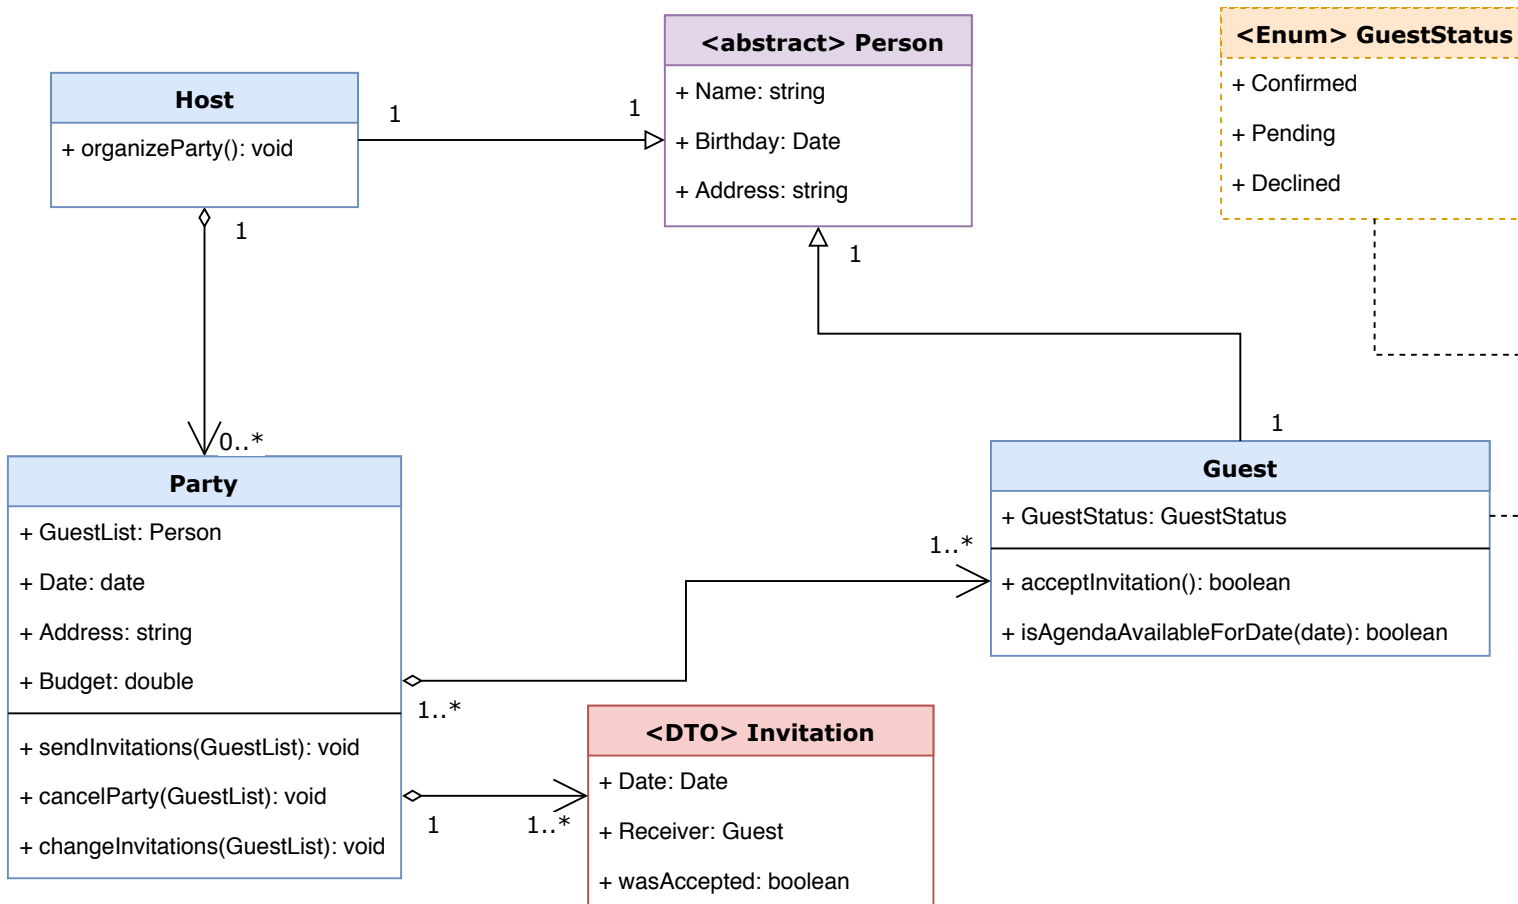 <abstract> Person
+ Name: string
+ Birthday: Date
+ Address: string
<Enum> GuestStatus
+ Confirmed
+ Pending
+ Declined
Host
+ organizeParty(): void
1
1
1
0..*
1
1
Party
+ GuestList: Person
+ Date: date
+ Address: string
+ Budget: double
+ sendInvitations(GuestList): void
+ cancelParty(GuestList): void
+ changeInvitations(GuestList): void
Guest
+ GuestStatus: GuestStatus
+ acceptInvitation(): boolean
+ isAgendaAvailableForDate(date): boolean
1..*
1..*
1
1..*
<DTO> Invitation
+ Date: Date
+ Receiver: Guest
+ wasAccepted: boolean